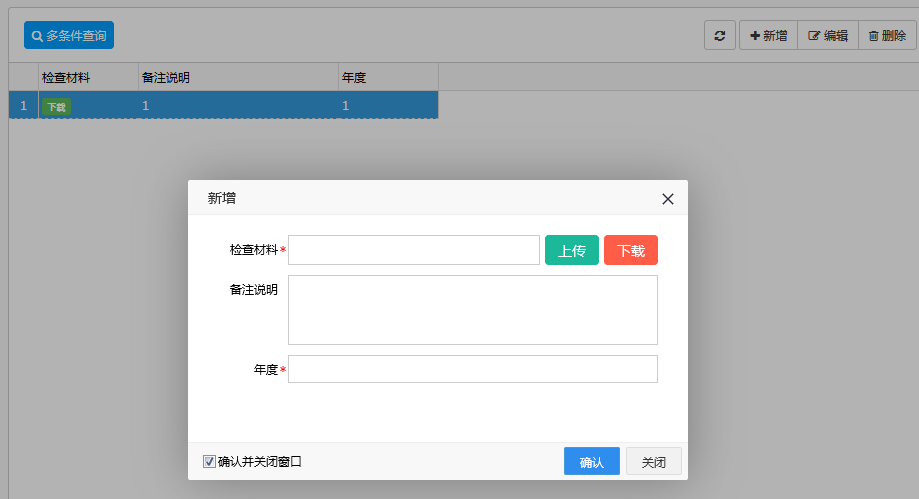 多条件查询 新增 编辑 删除
检查材料 备注说明 年度
1 下载 1 1
新增
检查材料* 上传 下载
备注说明
年度*
确认并关闭窗口 确认 关闭